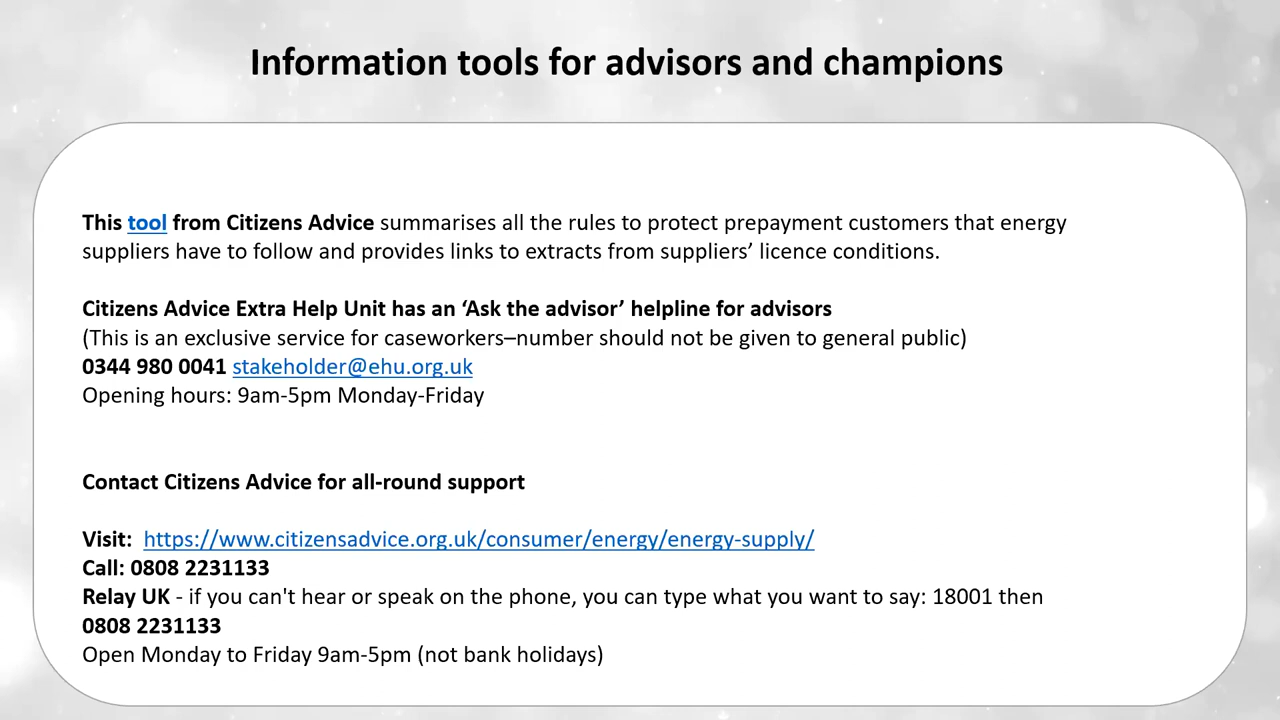 Information tools for advisors and champions
This tool from Citizens Advice summarises all the rules to protect prepayment customers that energy
suppliers have to follow and provides links to extracts from suppliers’ licence conditions.
Citizens Advice Extra Help Unit has an ‘Ask the advisor’ helpline for advisors
(This is an exclusive service for caseworkers–number should not be given to general public)
0344 980 0041 stakeholder@ehu.org.uk
Opening hours: 9am-5pm Monday-Friday
Contact Citizens Advice for all-round support
Visit: https://www.citizensadvice.org.uk/consumer/energy/energy-supply/
Call: 0808 2231133
Relay UK - if you can't hear or speak on the phone, you can type what you want to say: 18001 then
0808 2231133
Open Monday to Friday 9am-5pm (not bank holidays)